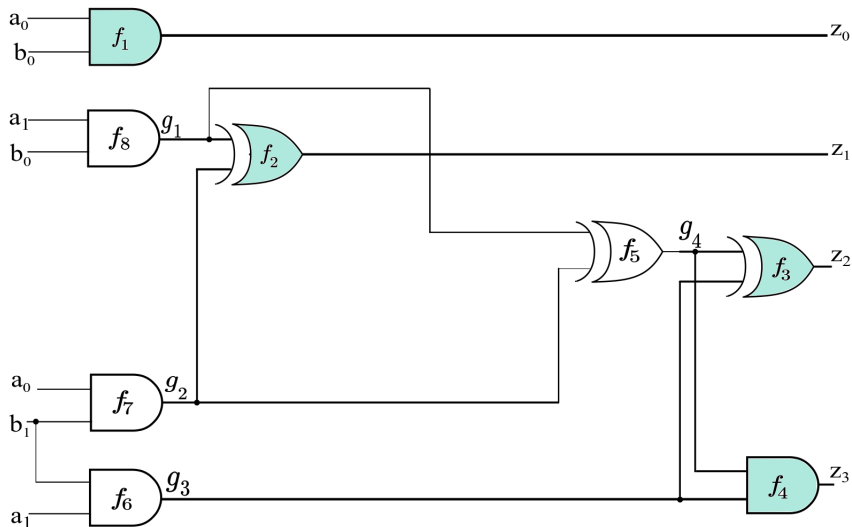 a₀
f₁
z₀
b₀
a₁
g₁
f₈
b₀
f₂
z₁
g₄
f₅
f₃
z₂
a₀
g₂
f₇
b₁
g₃
z₃
f₆
f₄
a₁